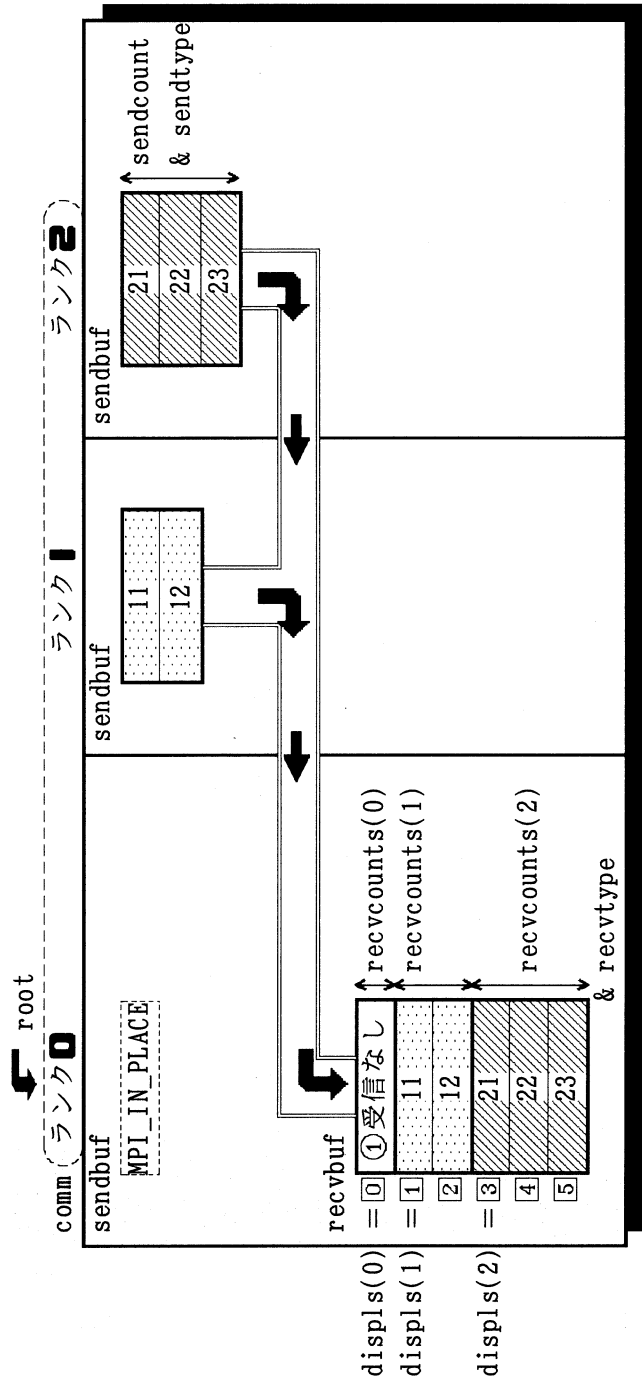 root
comm ランク0 ランク1 ランク2
sendbuf
MPI_IN_PLACE
sendbuf
11
12
sendbuf
21
22
23
sendcount
& sendtype
recvbuf
displs(0) = 0 ①受信なし recvcounts(0)
displs(1) = 1 11 recvcounts(1)
2 12
displs(2) = 3 21 recvcounts(2)
4 22
5 23
& recvtype